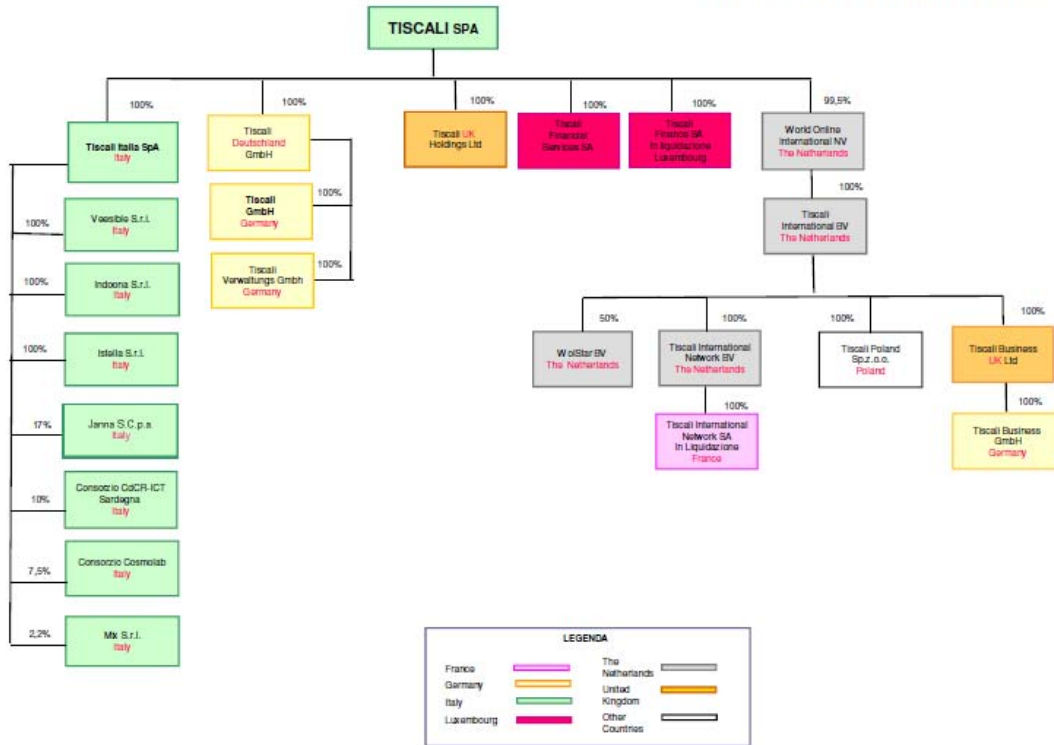 TISCALI SPA
100%
100%
100%
100%
100%
99,5%
Tiscali Italia SpA
Italy
Tiscali
Deutschland
GmbH
Tiscali UK
Holdings Ltd
Tiscali
Financial
Services SA
Tiscali
Finance SA
In liquidazione
Luxembourg
World Online
International NV
The Netherlands
100%
Veesible S.r.l.
Italy
100%
Tiscali
GmbH
Germany
100%
Tiscali
International BV
The Netherlands
100%
Indoona S.r.l.
Italy
100%
Tiscali
Verwaltungs Gmbh
Germany
100%
50%
100%
100%
100%
Istella S.r.l.
Italy
100%
WolStar BV
The Netherlands
Tiscali International
Network BV
The Netherlands
Tiscali Poland
Sp.z.o.o.
Poland
Tiscali Business
UK Ltd
100%
100%
Janna S.C.p.a
Italy
17%
Tiscali International
Network SA
In Liquidazione
France
Tiscali Business
GmbH
Germany
Consotzio CdCR-ICT
Sardegna
Italy
10%
Consorzio Cosmolab
Italy
7,5%
Mix S.r.l.
Italy
2,2%
LEGENDA
France
Germany
Italy
Luxembourg
The
Netherlands
United
Kingdom
Other
Countries